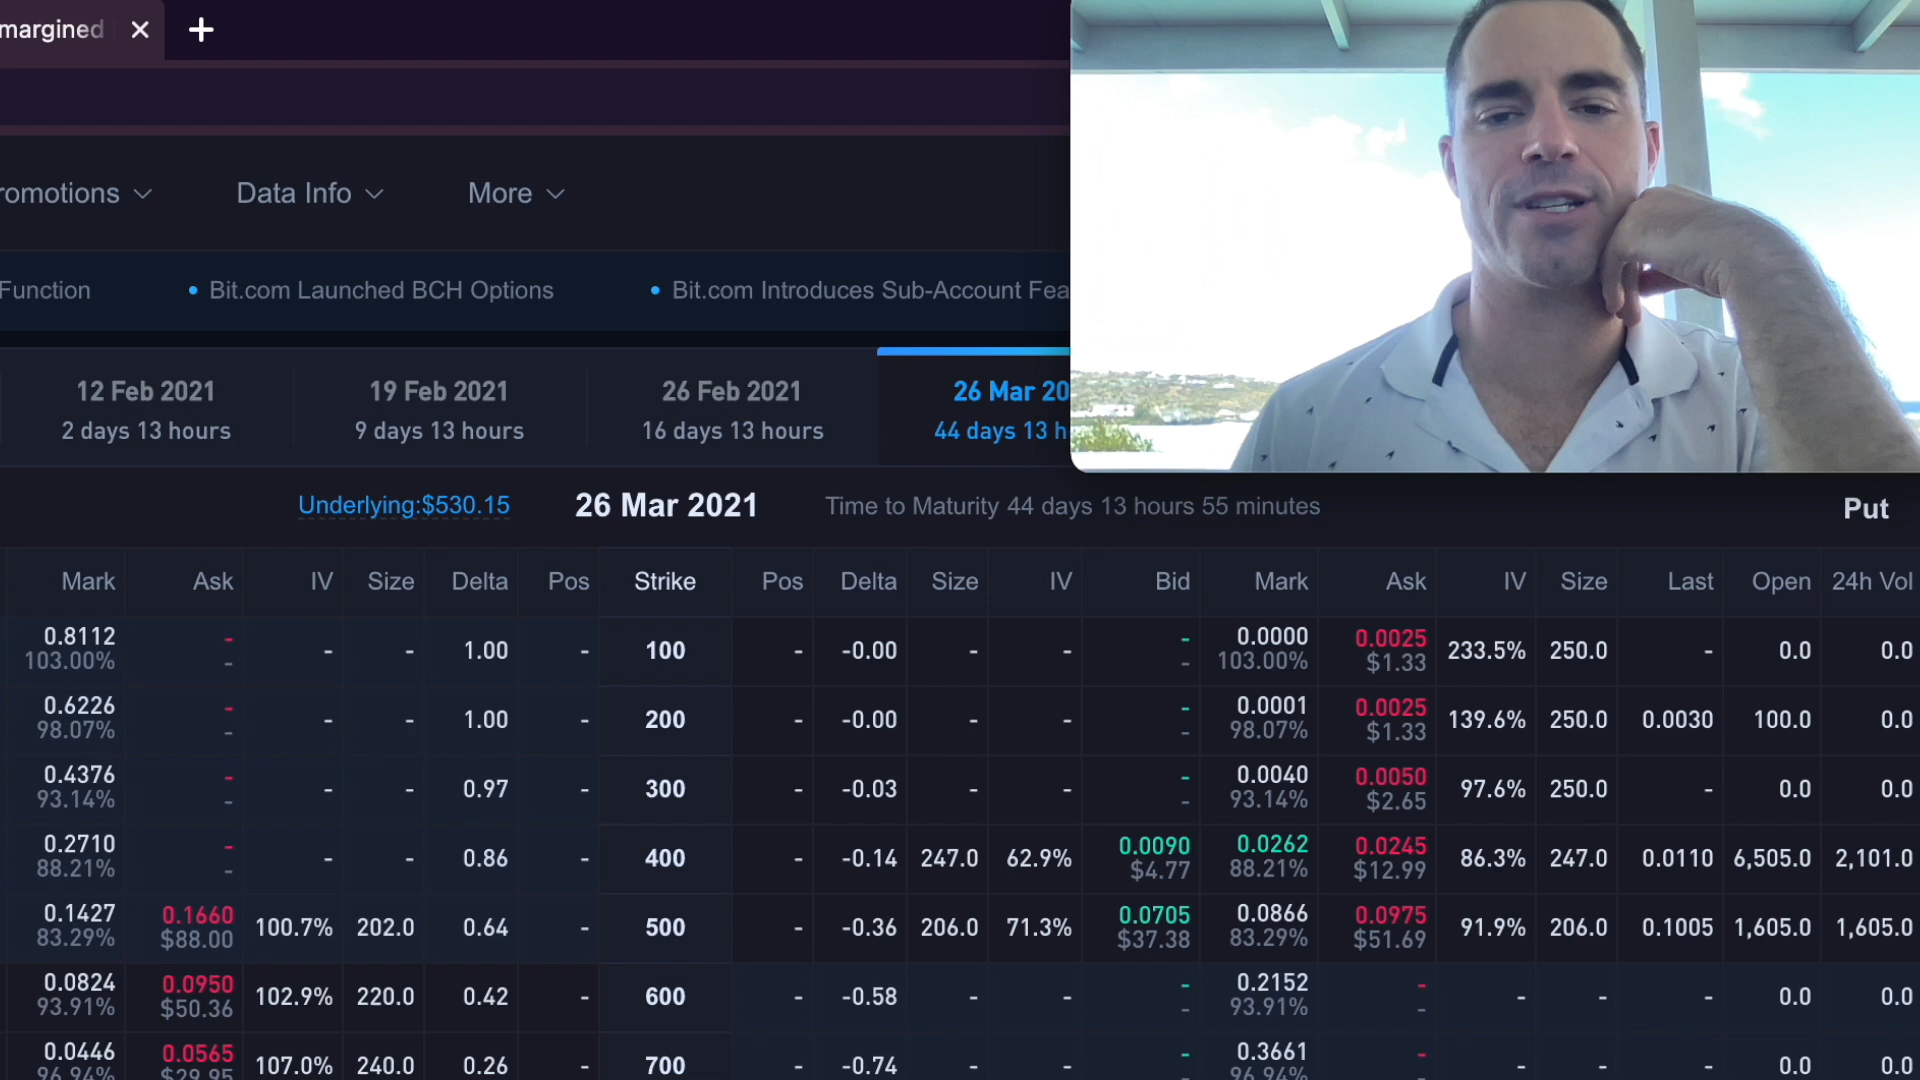 margined
romotions Data Info More
Function • Bit.com Launched BCH Options • Bit.com Introduces Sub-Account Fea
12 Feb 2021 19 Feb 2021 26 Feb 2021 26 Mar 20
2 days 13 hours 9 days 13 hours 16 days 13 hours 44 days 13 h
Underlying:$530.15 26 Mar 2021 Time to Maturity 44 days 13 hours 55 minutes Put
Mark Ask IV Size Delta Pos Strike Pos Delta Size IV Bid Mark Ask IV Size Last Open 24h Vol
0.8112 - - - 1.00 - 100 - -0.00 - - - 0.0000 0.0025 233.5% 250.0 - 0.0 0.0
103.00% - - 103.00% $1.33
0.6226 - - - 1.00 - 200 - -0.00 - - - 0.0001 0.0025 139.6% 250.0 0.0030 100.0 0.0
98.07% - - 98.07% $1.33
0.4376 - - - 0.97 - 300 - -0.03 - - - 0.0040 0.0050 97.6% 250.0 - 0.0 0.0
93.14% - - 93.14% $2.65
0.2710 - - - 0.86 - 400 - -0.14 247.0 62.9% 0.0090 0.0262 0.0245 86.3% 247.0 0.0110 6,505.0 2,101.0
88.21% - $4.77 88.21% $12.99
0.1427 0.1660 100.7% 202.0 0.64 - 500 - -0.36 206.0 71.3% 0.0705 0.0866 0.0975 91.9% 206.0 0.1005 1,605.0 1,605.0
83.29% $88.00 $37.38 83.29% $51.69
0.0824 0.0950 102.9% 220.0 0.42 - 600 - -0.58 - - - 0.2152 - - - - 0.0 0.0
93.91% $50.36 - 93.91% -
0.0446 0.0565 107.0% 240.0 0.26 - 700 - -0.74 - - - 0.3661 - - - - 0.0 0.0
96.94% $29.95 - 96.94% -